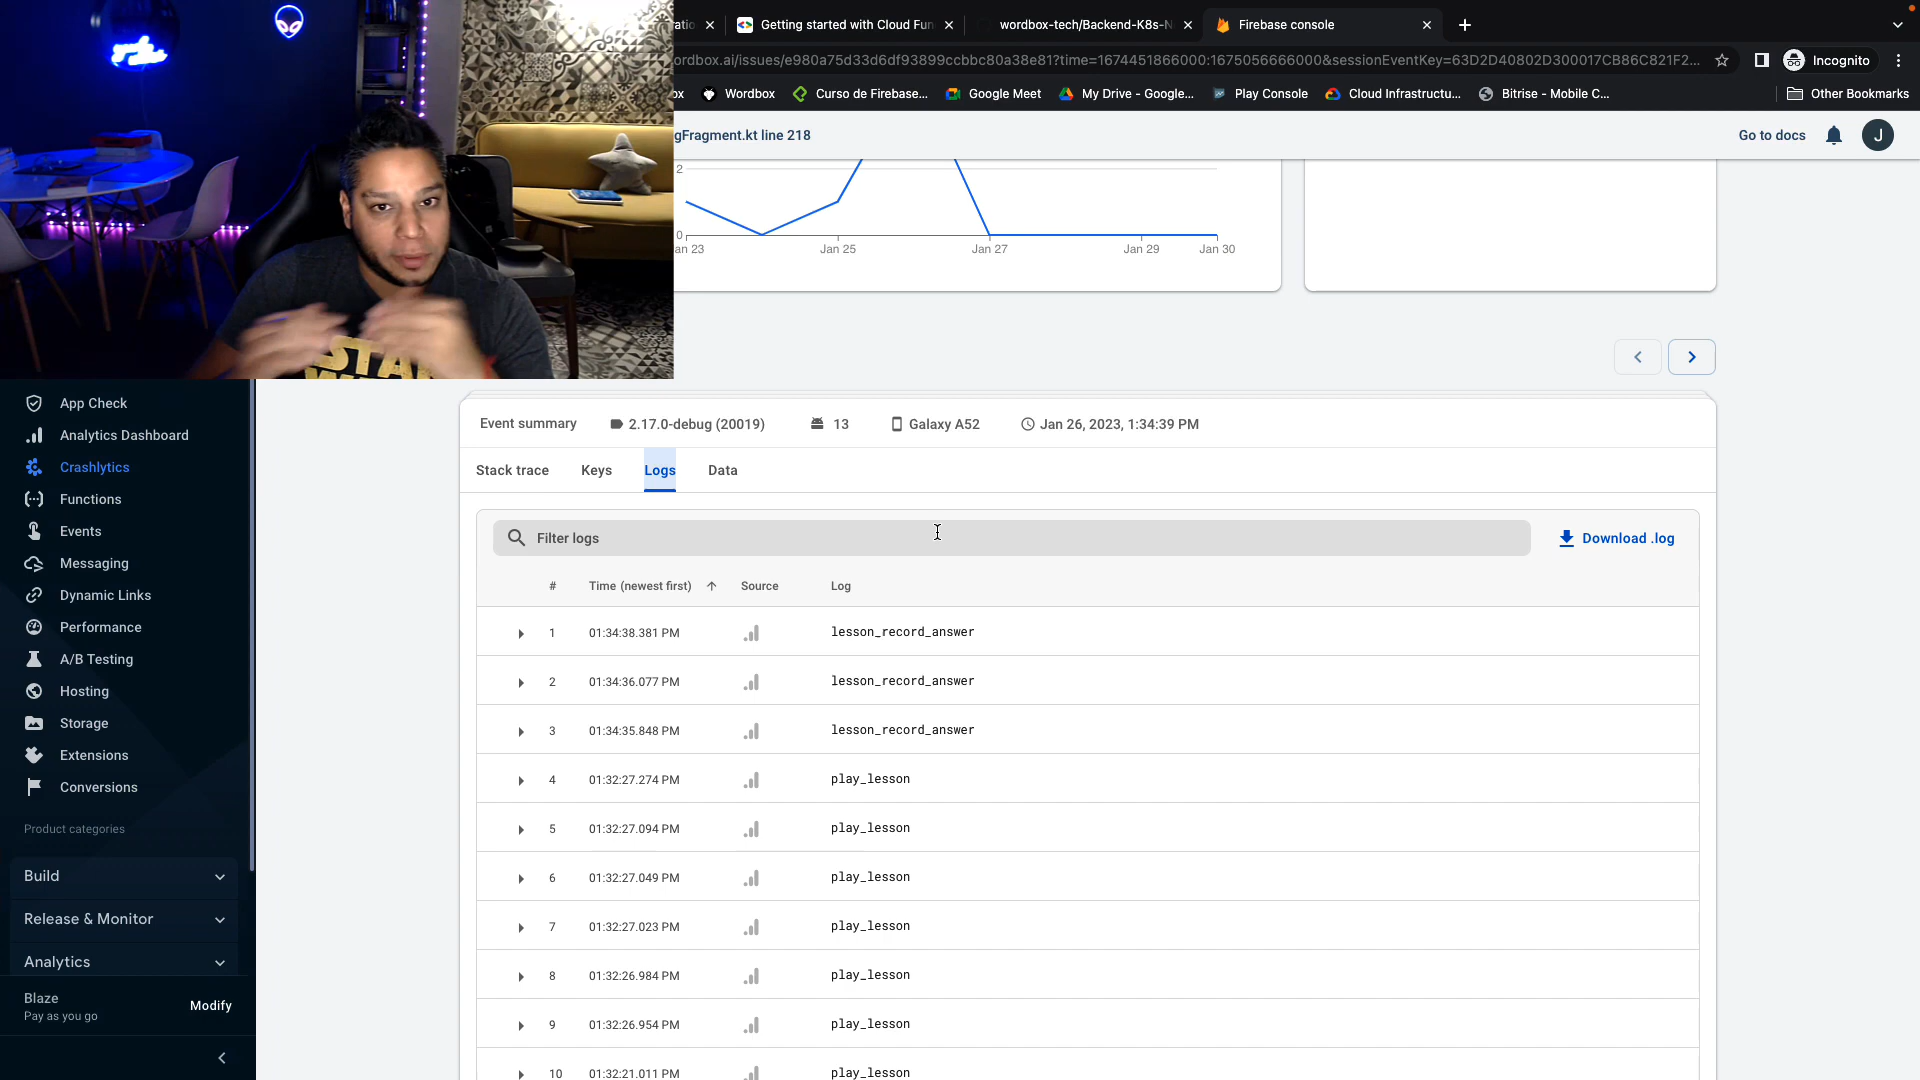 Getting started with Cloud Fun
wordbox-tech/Backend-K8s-N
Firebase console
ordbox.ai/issues/e980a75d33d6df93899ccbbc80a38e81?time=1674451866000:1675056666000&sessionEventKey=63D2D40802D300017CB86C821F2...
Incognito
Wordbox
Curso de Firebase...
Google Meet
My Drive - Google...
Play Console
Cloud Infrastructu...
Bitrise - Mobile C...
Other Bookmarks
gFragment.kt line 218
Go to docs
J
2
0
an 23
Jan 25
Jan 27
Jan 29
Jan 30
App Check
Analytics Dashboard
Crashlytics
Functions
Events
Messaging
Dynamic Links
Performance
A/B Testing
Hosting
Storage
Extensions
Conversions
Product categories
Build
Release & Monitor
Analytics
Blaze
Pay as you go
Modify
Event summary 2.17.0-debug (20019) 13 Galaxy A52 Jan 26, 2023, 1:34:39 PM
Stack trace Keys Logs Data
Filter logs
Download .log
# Time (newest first) Source Log
1 01:34:38.381 PM lesson_record_answer
2 01:34:36.077 PM lesson_record_answer
3 01:34:35.848 PM lesson_record_answer
4 01:32:27.274 PM play_lesson
5 01:32:27.094 PM play_lesson
6 01:32:27.049 PM play_lesson
7 01:32:27.023 PM play_lesson
8 01:32:26.984 PM play_lesson
9 01:32:26.954 PM play_lesson
10 01:32:21.011 PM play_lesson